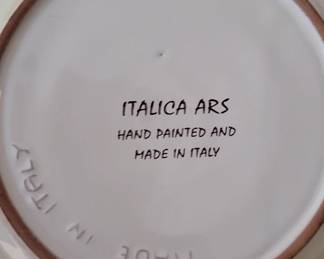 ITALICA ARS
HAND PAINTED AND
MADE IN ITALY
MADE IN ITALY